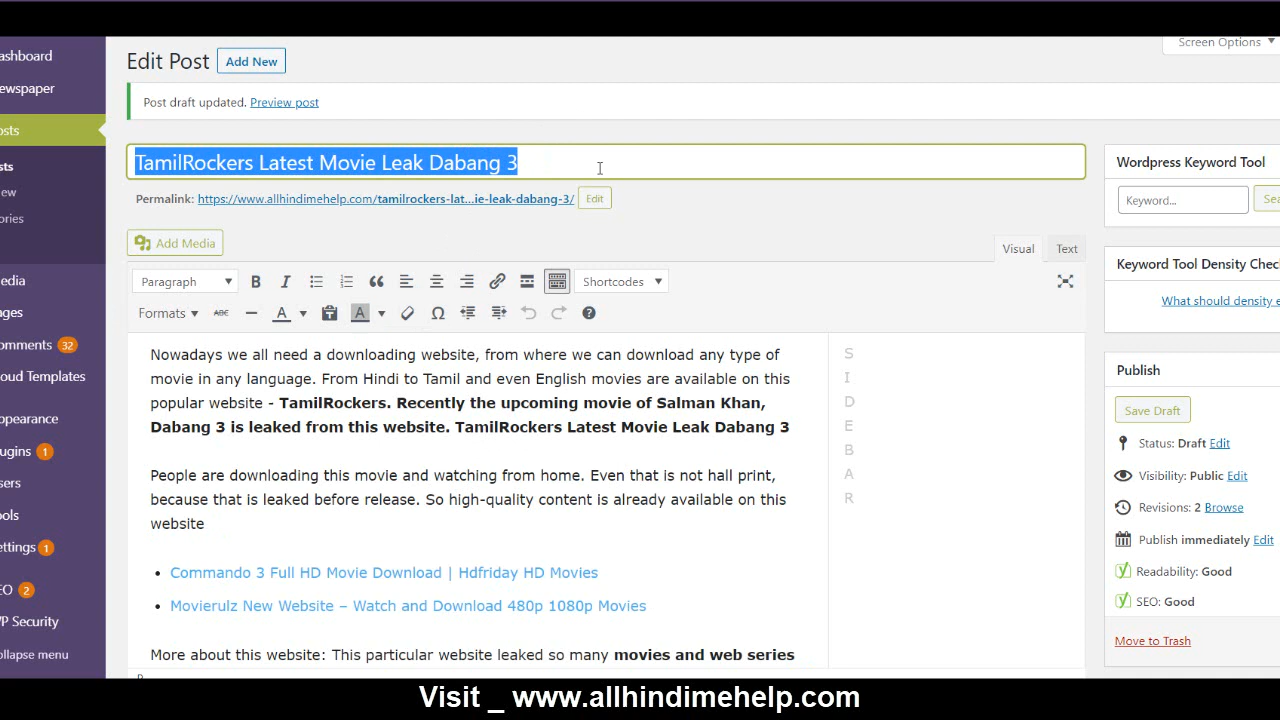 ashboard
Edit Post
Add New
Screen Options
ewspaper
Post draft updated. Preview post
osts
TamilRockers Latest Movie Leak Dabang 3
Wordpress Keyword Tool
sts
Permalink: https://www.allhindimehelp.com/tamilrockers-lat...ie-leak-dabang-3/ Edit
Keyword...
Sea
ew
ories
Add Media
Visual
Text
Keyword Tool Density Chec
edia
Paragraph
B
I
Shortcodes
What should density e
ges
Formats
ABC
A
A
Ω
omments 32
Nowadays we all need a downloading website, from where we can download any type of
movie in any language. From Hindi to Tamil and even English movies are available on this
popular website - TamilRockers. Recently the upcoming movie of Salman Khan,
Dabang 3 is leaked from this website. TamilRockers Latest Movie Leak Dabang 3
People are downloading this movie and watching from home. Even that is not hall print,
because that is leaked before release. So high-quality content is already available on this
website
Commando 3 Full HD Movie Download | Hdfriday HD Movies
Movierulz New Website – Watch and Download 480p 1080p Movies
More about this website: This particular website leaked so many movies and web series
S
I
D
E
B
A
R
Publish
Save Draft
Status: Draft Edit
Visibility: Public Edit
Revisions: 2 Browse
Publish immediately Edit
Readability: Good
SEO: Good
Move to Trash
oud Templates
ppearance
ugins 1
sers
ols
ettings 1
EO 2
P Security
ollapse menu
Visit _ www.allhindimehelp.com